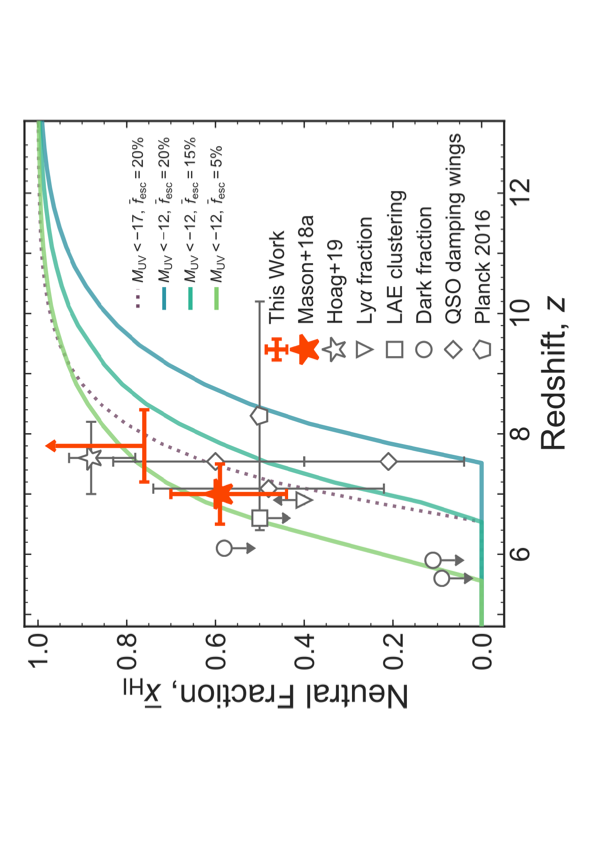 1.0
0.8
0.6
0.4
0.2
0.0
Neutral Fraction, x̅HI
6
8
10
12
Redshift, z
MUV < −17, f̄esc = 20%
MUV < −12, f̄esc = 20%
MUV < −12, f̄esc = 15%
MUV < −12, f̄esc = 5%
This Work
Mason+18a
Hoag+19
Lyα fraction
LAE clustering
Dark fraction
QSO damping wings
Planck 2016